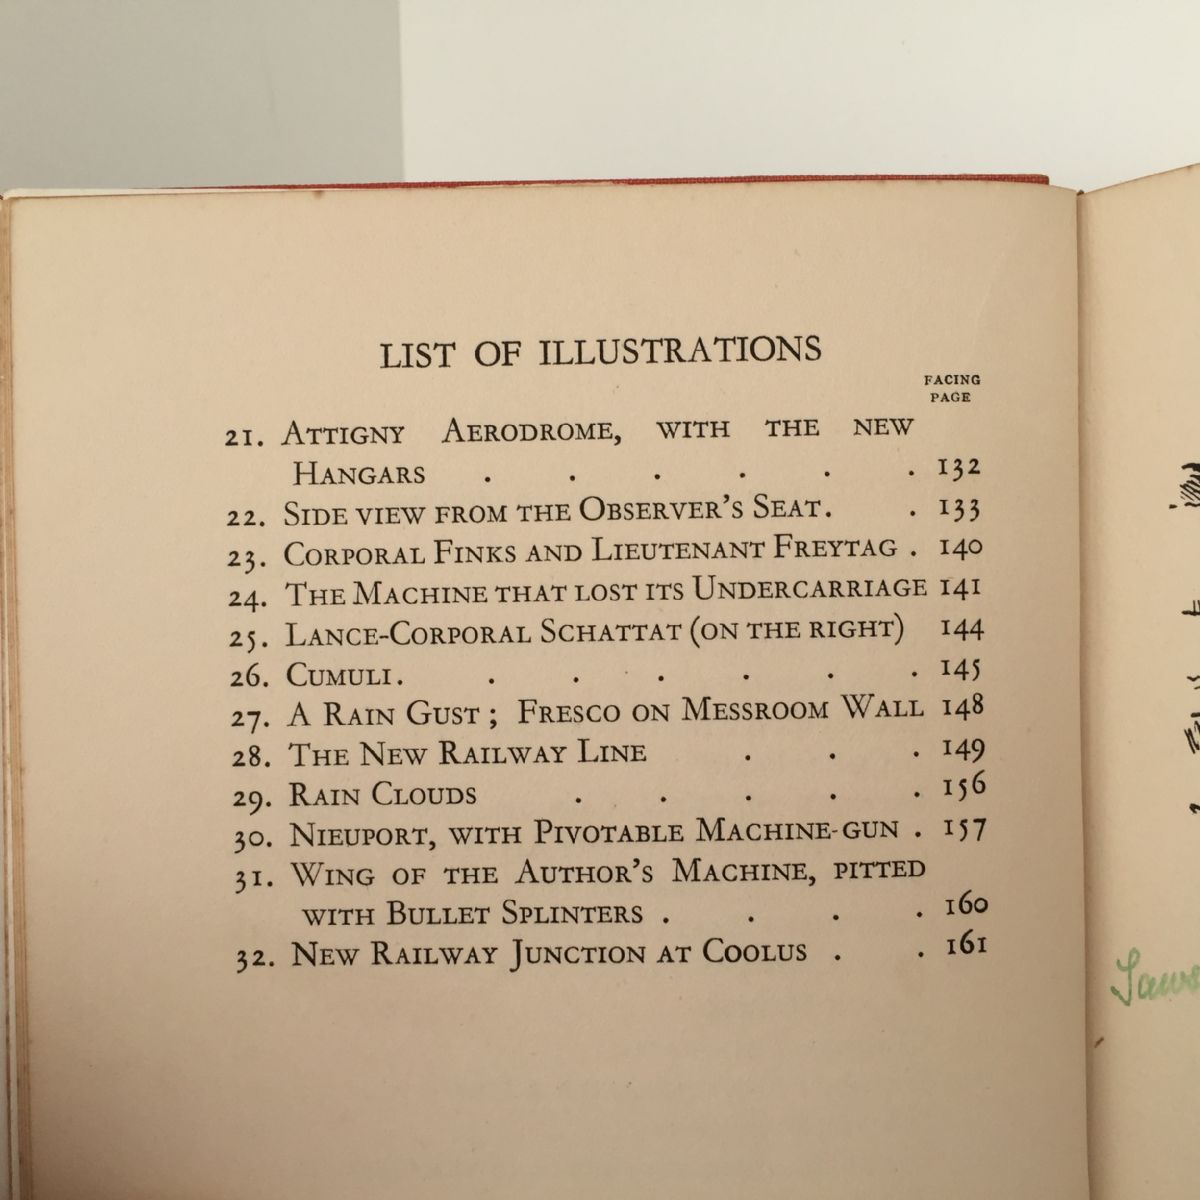 LIST OF ILLUSTRATIONS
FACING
PAGE
21. ATTIGNY AERODROME, WITH THE NEW
HANGARS . . . . . . 132
22. SIDE VIEW FROM THE OBSERVER'S SEAT. . 133
23. CORPORAL FINKS AND LIEUTENANT FREYTAG . 140
24. THE MACHINE THAT LOST ITS UNDERCARRIAGE 141
25. LANCE-CORPORAL SCHATTAT (ON THE RIGHT) 144
26. CUMULI. . . . . . . 145
27. A RAIN GUST; FRESCO ON MESSROOM WALL 148
28. THE NEW RAILWAY LINE . . . 149
29. RAIN CLOUDS . . . . . 156
30. NIEUPORT, WITH PIVOTABLE MACHINE-GUN . 157
31. WING OF THE AUTHOR'S MACHINE, PITTED
WITH BULLET SPLINTERS . . . . 160
32. NEW RAILWAY JUNCTION AT COOLUS . . 161